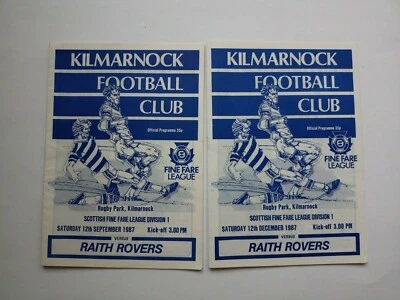 KILMARNOCK
FOOTBALL
CLUB
Official Programme 35p
FINE FARE
LEAGUE
Rugby Park, Kilmarnock
SCOTTISH FINE FARE LEAGUE DIVISION 1
SATURDAY 12th SEPTEMBER 1987 Kick-off 3.00 PM
VERSUS
RAITH ROVERS
KILMARNOCK
FOOTBALL
CLUB
Official Programme 35p
FINE FARE
LEAGUE
Rugby Park, Kilmarnock
SCOTTISH FINE FARE LEAGUE DIVISION 1
SATURDAY 12th DECEMBER 1987 Kick-off 3.00 PM
VERSUS
RAITH ROVERS